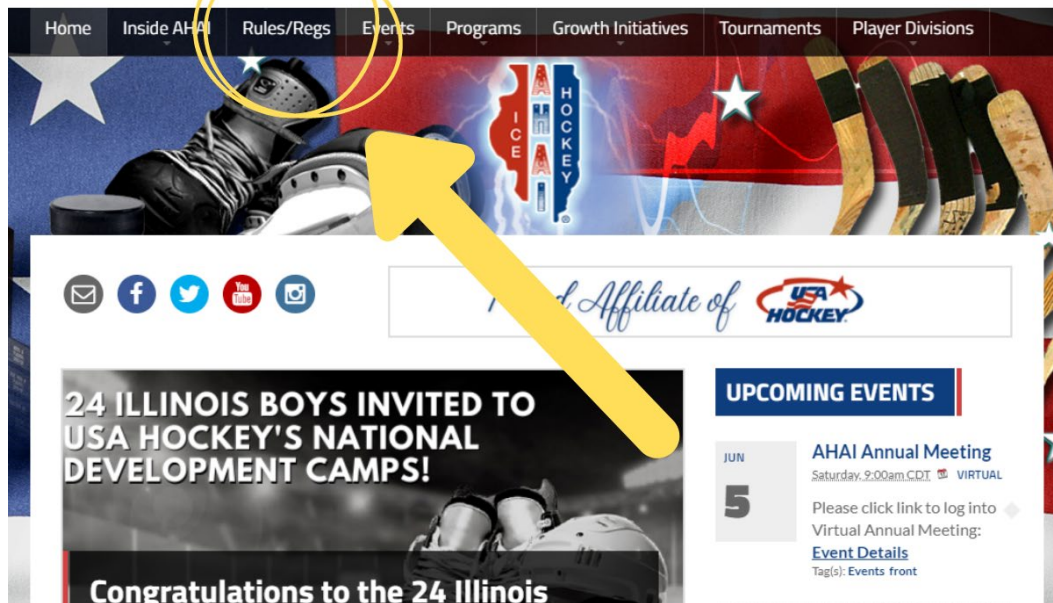 Home Inside AHAI Rules/Regs Events Programs Growth Initiatives Tournaments Player Divisions
ICE
AHAI
HOCKEY
You
Tube
Affiliate of USA
HOCKEY
24 ILLINOIS BOYS INVITED TO
USA HOCKEY'S NATIONAL
DEVELOPMENT CAMPS!
Congratulations to the 24 Illinois
UPCOMING EVENTS
JUN
5
AHAI Annual Meeting
Saturday, 9:00am CDT VIRTUAL
Please click link to log into
Virtual Annual Meeting:
Event Details
Tag(s): Events front